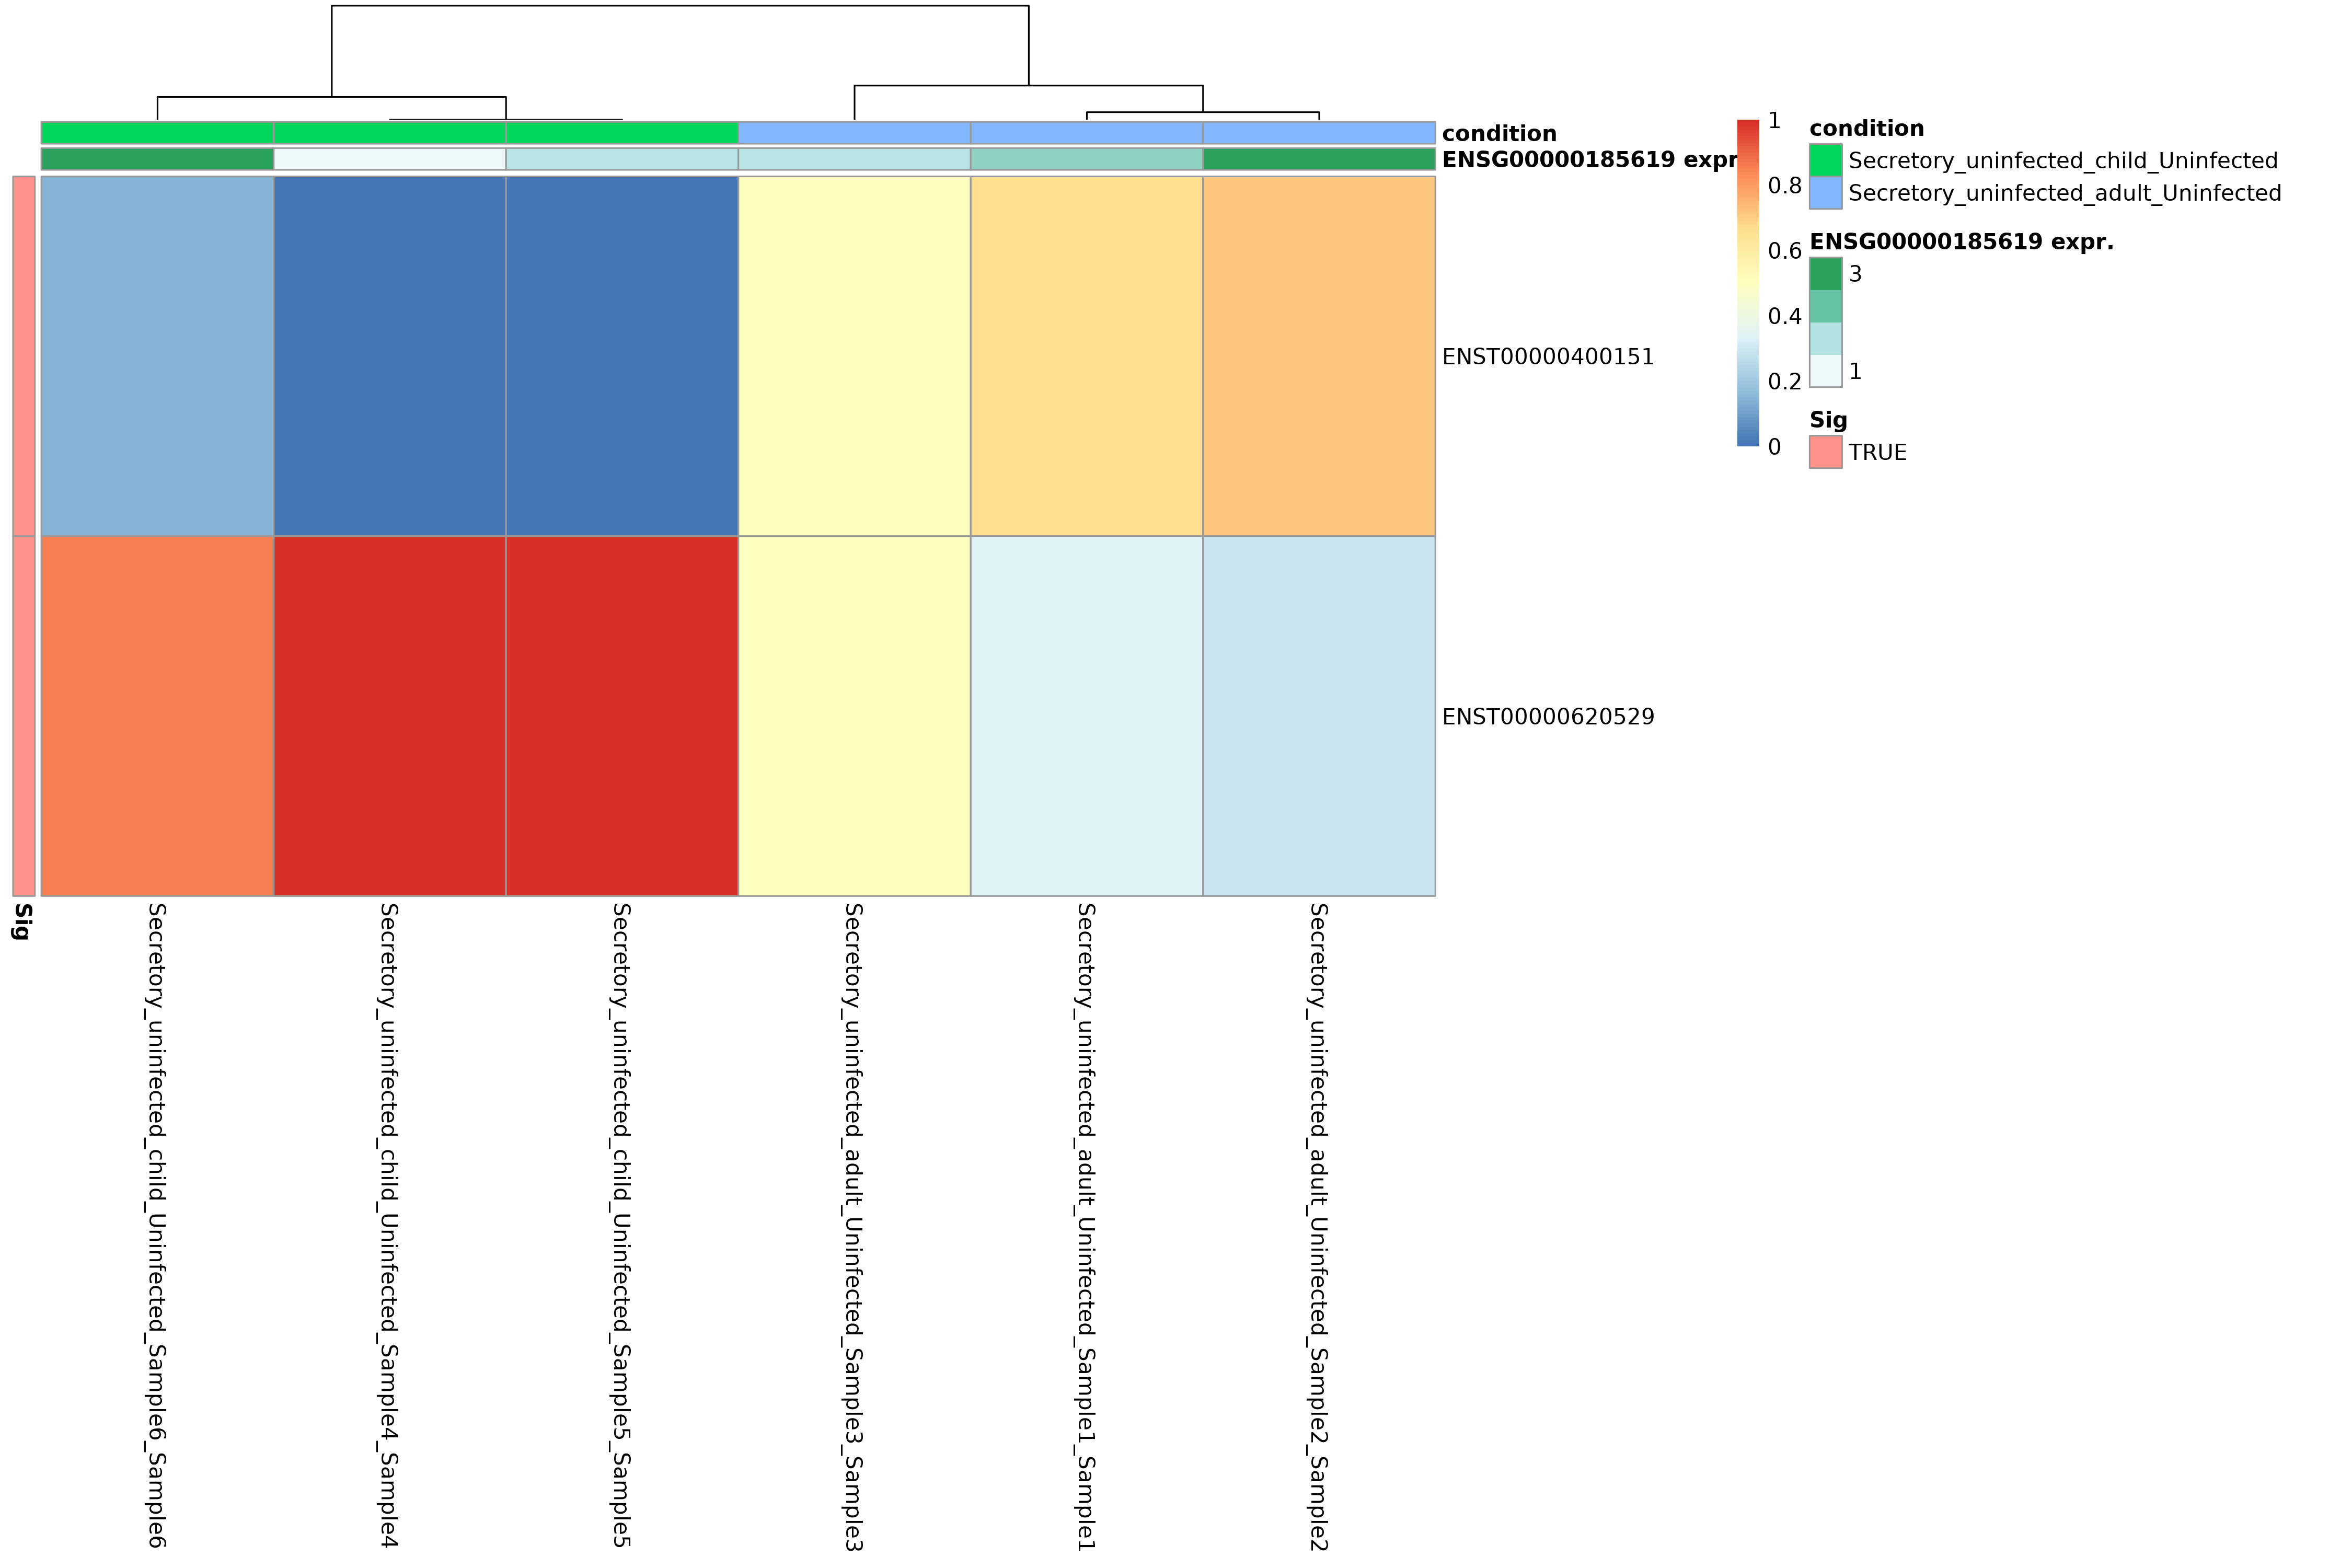 condition
ENSG00000185619 expr
ENST00000400151
ENST00000620529
Sig
Secretory_uninfected_child_Uninfected_Sample6_Sample6
Secretory_uninfected_child_Uninfected_Sample4_Sample4
Secretory_uninfected_child_Uninfected_Sample5_Sample5
Secretory_uninfected_adult_Uninfected_Sample3_Sample3
Secretory_uninfected_adult_Uninfected_Sample1_Sample1
Secretory_uninfected_adult_Uninfected_Sample2_Sample2
1
0.8
0.6
0.4
0.2
0
condition
Secretory_uninfected_child_Uninfected
Secretory_uninfected_adult_Uninfected
ENSG00000185619 expr.
3
1
Sig
TRUE